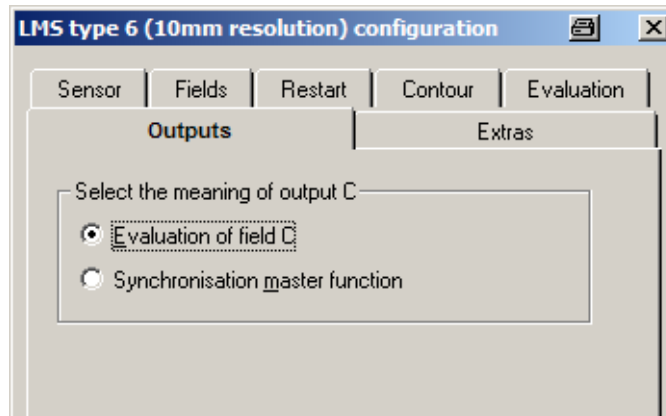 LMS type 6 (10mm resolution) configuration
Sensor Fields Restart Contour Evaluation
Outputs Extras
Select the meaning of output C
Evaluation of field C
Synchronisation master function